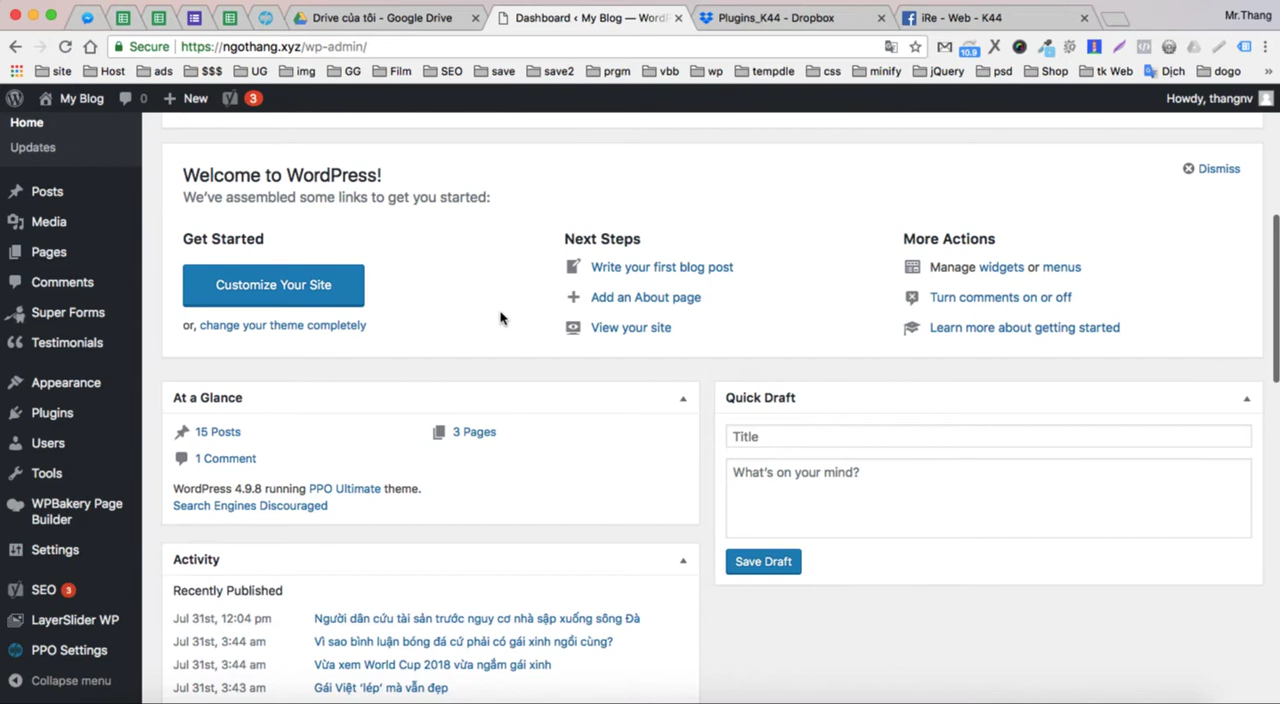 Drive của tôi - Google Drive
Dashboard ‹ My Blog — Word
Plugins_K44 - Dropbox
iRe - Web - K44
Mr.Thang
Secure https://ngothang.xyz/wp-admin/
10.9
site Host ads $$$ UG img GG Film SEO save save2 prgm vbb wp tempdle css minify jQuery psd Shop tk Web Dịch dogo »
My Blog 0 + New 3
Howdy, thangnv
Home
Updates
Posts
Media
Pages
Comments
Super Forms
Testimonials
Appearance
Plugins
Users
Tools
WPBakery Page
Builder
Settings
SEO 3
LayerSlider WP
PPO Settings
Collapse menu
Welcome to WordPress!
Dismiss
We've assembled some links to get you started:
Get Started
Customize Your Site
or, change your theme completely
Next Steps
Write your first blog post
Add an About page
View your site
More Actions
Manage widgets or menus
Turn comments on or off
Learn more about getting started
At a Glance
15 Posts
3 Pages
1 Comment
WordPress 4.9.8 running PPO Ultimate theme.
Search Engines Discouraged
Quick Draft
Title
What's on your mind?
Save Draft
Activity
Recently Published
Jul 31st, 12:04 pm Người dân cứu tài sản trước nguy cơ nhà sập xuống sông Đà
Jul 31st, 3:44 am Vì sao bình luận bóng đá cứ phải có gái xinh ngồi cùng?
Jul 31st, 3:44 am Vừa xem World Cup 2018 vừa ngắm gái xinh
Jul 31st, 3:43 am Gái Việt ‘lép’ mà vẫn đẹp